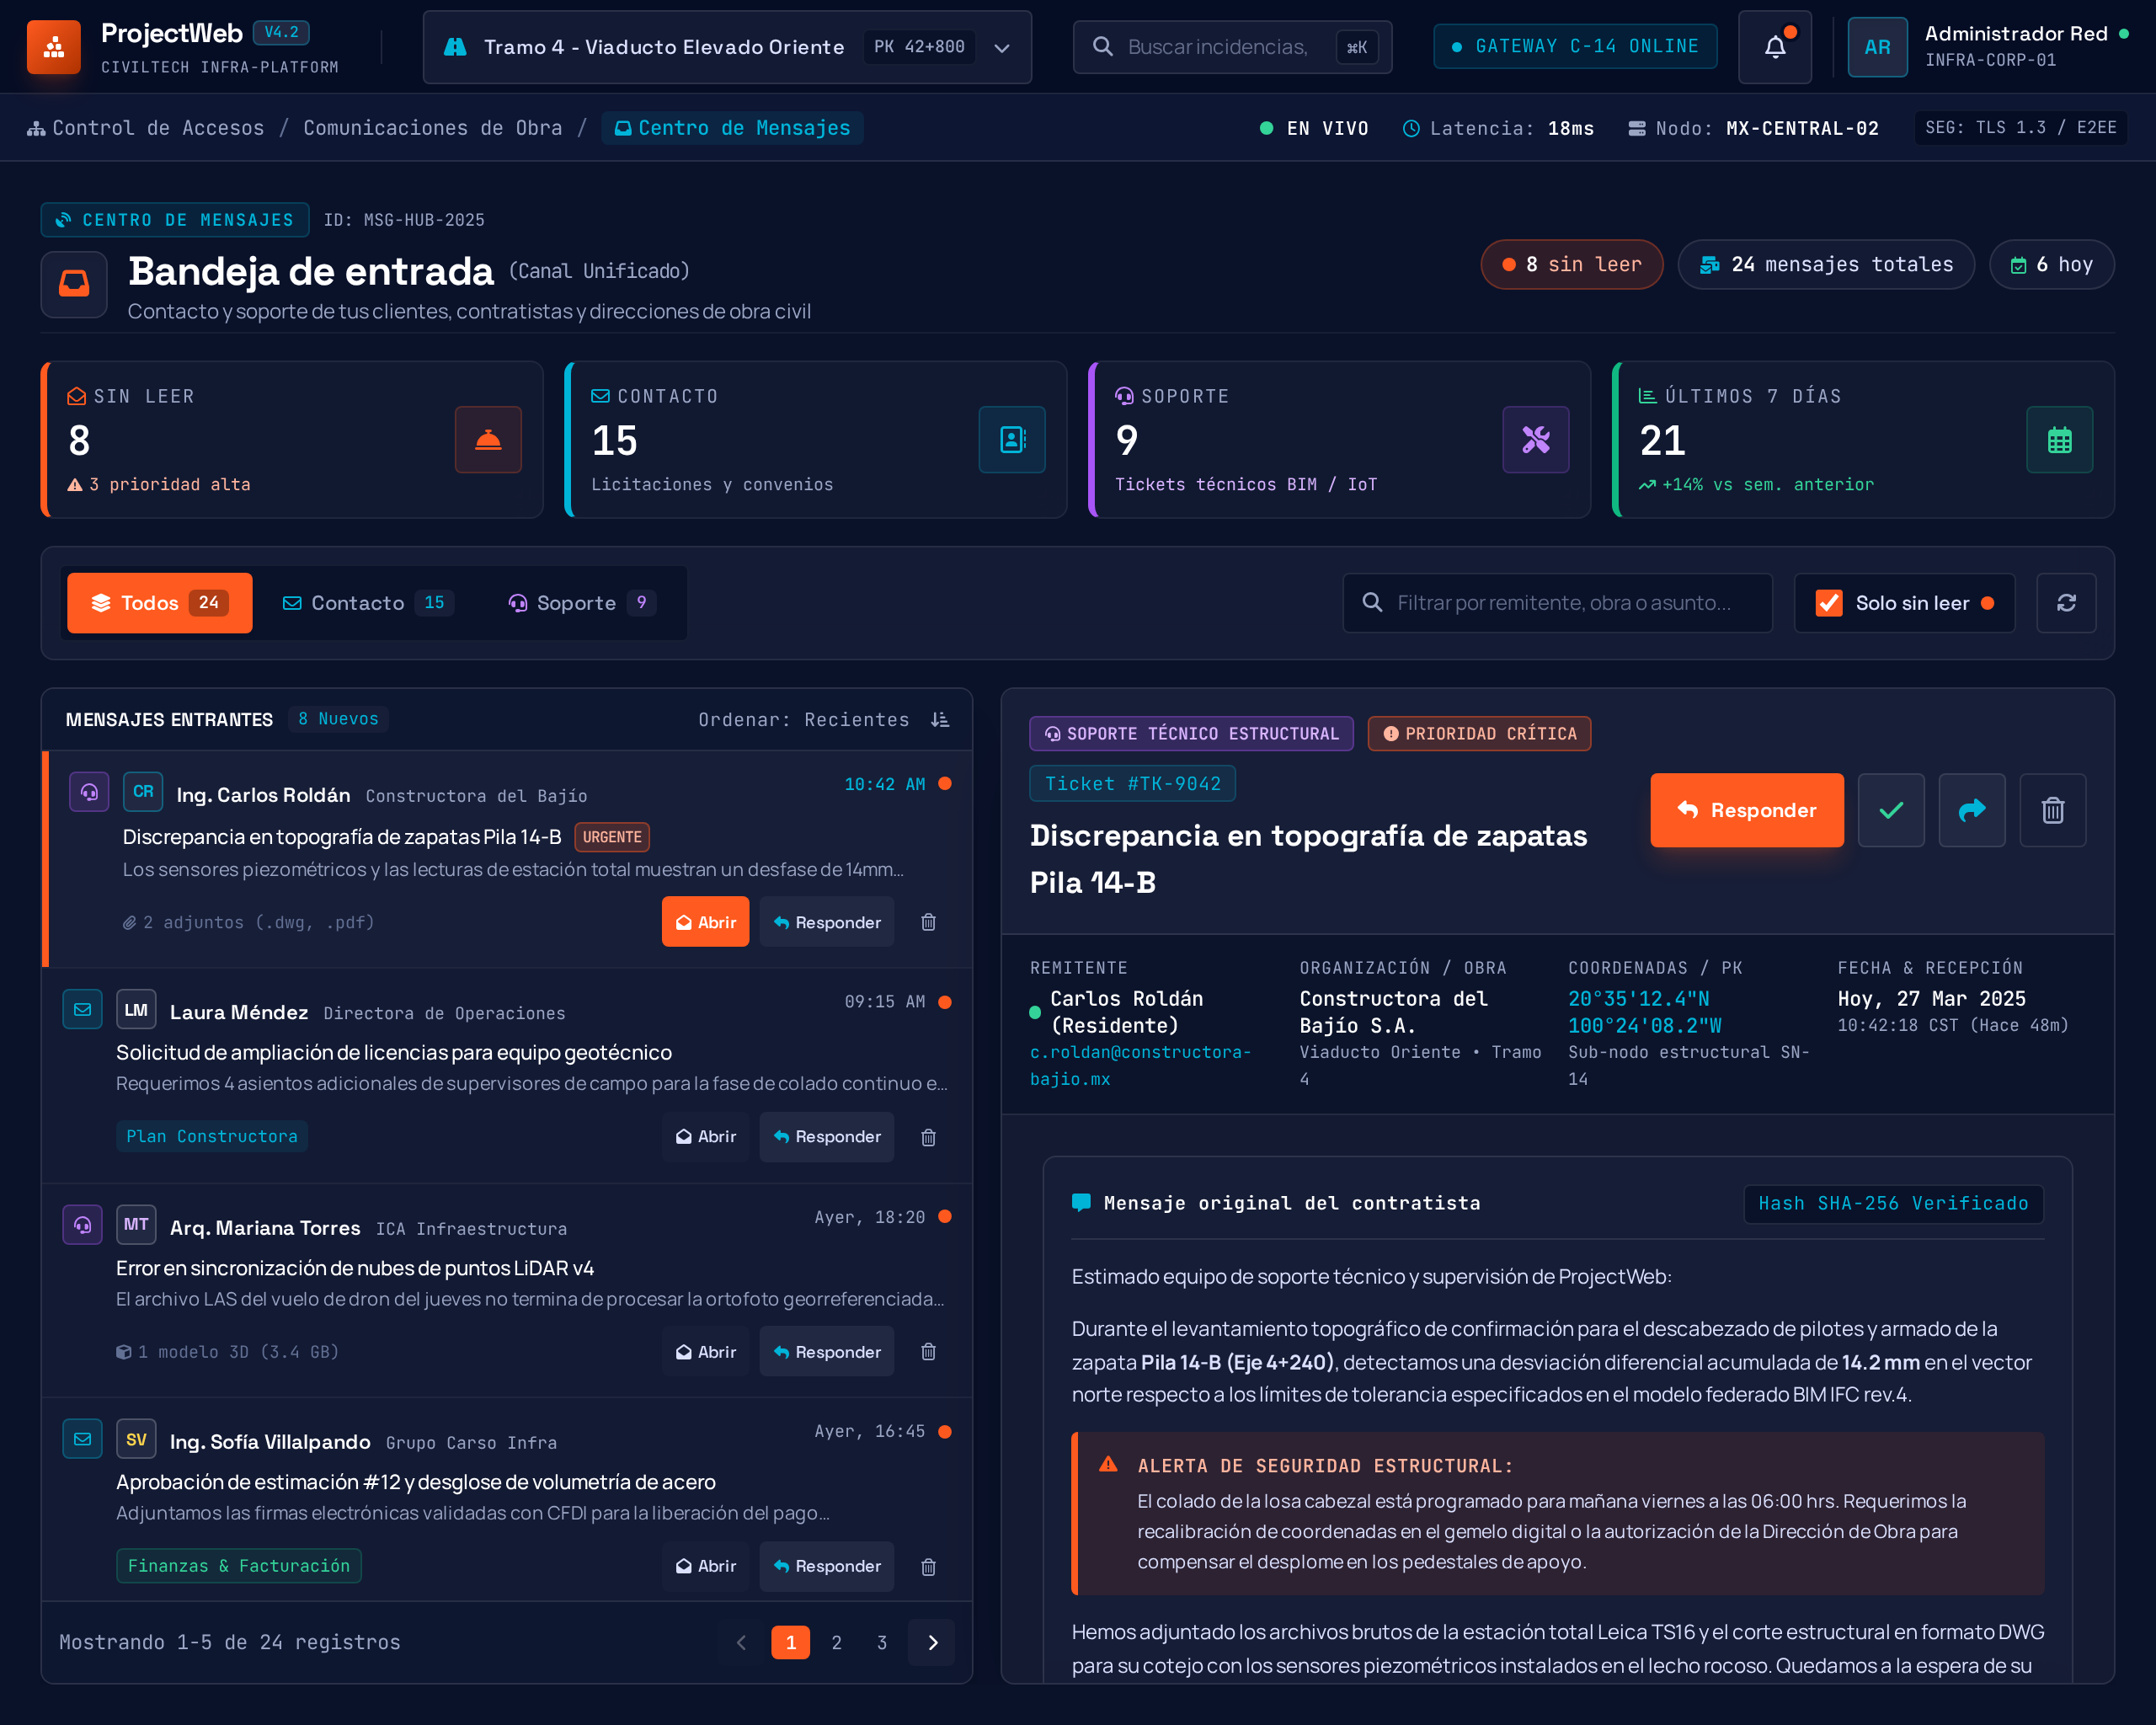 ProjectWeb V4.2
CIVILTECH INFRA-PLATFORM
Tramo 4 - Viaducto Elevado Oriente PK 42+800
Buscar incidencias, ⌘K
GATEWAY C-14 ONLINE
AR
Administrador Red
INFRA-CORP-01
Control de Accesos / Comunicaciones de Obra / Centro de Mensajes
EN VIVO Latencia: 18ms Nodo: MX-CENTRAL-02 SEG: TLS 1.3 / E2EE
CENTRO DE MENSAJES ID: MSG-HUB-2025
Bandeja de entrada (Canal Unificado)
Contacto y soporte de tus clientes, contratistas y direcciones de obra civil
8 sin leer 24 mensajes totales 6 hoy
SIN LEER
8
3 prioridad alta
CONTACTO
15
Licitaciones y convenios
SOPORTE
9
Tickets técnicos BIM / IoT
ÚLTIMOS 7 DÍAS
21
+14% vs sem. anterior
Todos 24 Contacto 15 Soporte 9
Filtrar por remitente, obra o asunto... Solo sin leer
MENSAJES ENTRANTES 8 Nuevos Ordenar: Recientes
CR Ing. Carlos Roldán Constructora del Bajío 10:42 AM
Discrepancia en topografía de zapatas Pila 14-B URGENTE
Los sensores piezométricos y las lecturas de estación total muestran un desfase de 14mm...
2 adjuntos (.dwg, .pdf) Abrir Responder
LM Laura Méndez Directora de Operaciones 09:15 AM
Solicitud de ampliación de licencias para equipo geotécnico
Requerimos 4 asientos adicionales de supervisores de campo para la fase de colado continuo e...
Plan Constructora Abrir Responder
MT Arq. Mariana Torres ICA Infraestructura Ayer, 18:20
Error en sincronización de nubes de puntos LiDAR v4
El archivo LAS del vuelo de dron del jueves no termina de procesar la ortofoto georreferenciada...
1 modelo 3D (3.4 GB) Abrir Responder
SV Ing. Sofía Villalpando Grupo Carso Infra Ayer, 16:45
Aprobación de estimación #12 y desglose de volumetría de acero
Adjuntamos las firmas electrónicas validadas con CFDI para la liberación del pago...
Finanzas & Facturación Abrir Responder
Mostrando 1-5 de 24 registros 1 2 3
SOPORTE TÉCNICO ESTRUCTURAL PRIORIDAD CRÍTICA
Ticket #TK-9042
Discrepancia en topografía de zapatas
Pila 14-B
Responder
REMITENTE
Carlos Roldán
(Residente)
c.roldan@constructora-
bajio.mx
ORGANIZACIÓN / OBRA
Constructora del
Bajío S.A.
Viaducto Oriente • Tramo
4
COORDENADAS / PK
20°35'12.4"N
100°24'08.2"W
Sub-nodo estructural SN-
14
FECHA & RECEPCIÓN
Hoy, 27 Mar 2025
10:42:18 CST (Hace 48m)
Mensaje original del contratista Hash SHA-256 Verificado
Estimado equipo de soporte técnico y supervisión de ProjectWeb:
Durante el levantamiento topográfico de confirmación para el descabezado de pilotes y armado de la
zapata Pila 14-B (Eje 4+240), detectamos una desviación diferencial acumulada de 14.2 mm en el vector
norte respecto a los límites de tolerancia especificados en el modelo federado BIM IFC rev.4.
ALERTA DE SEGURIDAD ESTRUCTURAL:
El colado de la losa cabezal está programado para mañana viernes a las 06:00 hrs. Requerimos la
recalibración de coordenadas en el gemelo digital o la autorización de la Dirección de Obra para
compensar el desplome en los pedestales de apoyo.
Hemos adjuntado los archivos brutos de la estación total Leica TS16 y el corte estructural en formato DWG
para su cotejo con los sensores piezométricos instalados en el lecho rocoso. Quedamos a la espera de su